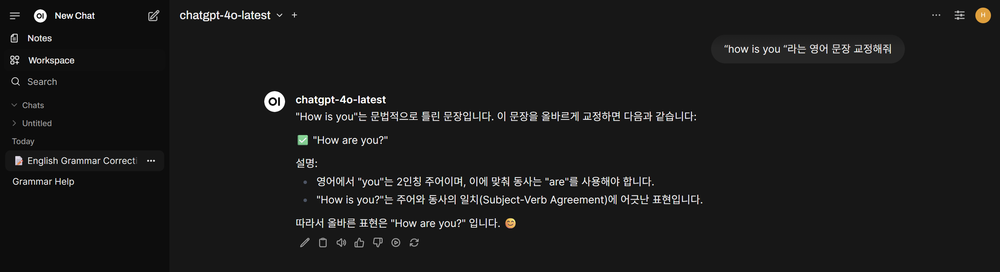 OI New Chat
Notes
Workspace
Search
Chats
Untitled
Today
English Grammar Correcti
Grammar Help
chatgpt-4o-latest
H
“how is you “라는 영어 문장 교정해줘
OI chatgpt-4o-latest
"How is you"는 문법적으로 틀린 문장입니다. 이 문장을 올바르게 교정하면 다음과 같습니다:
✅ "How are you?"
설명:
• 영어에서 "you"는 2인칭 주어이며, 이에 맞춰 동사는 "are"를 사용해야 합니다.
• "How is you?"는 주어와 동사의 일치(Subject-Verb Agreement)에 어긋난 표현입니다.
따라서 올바른 표현은 "How are you?" 입니다. 😊